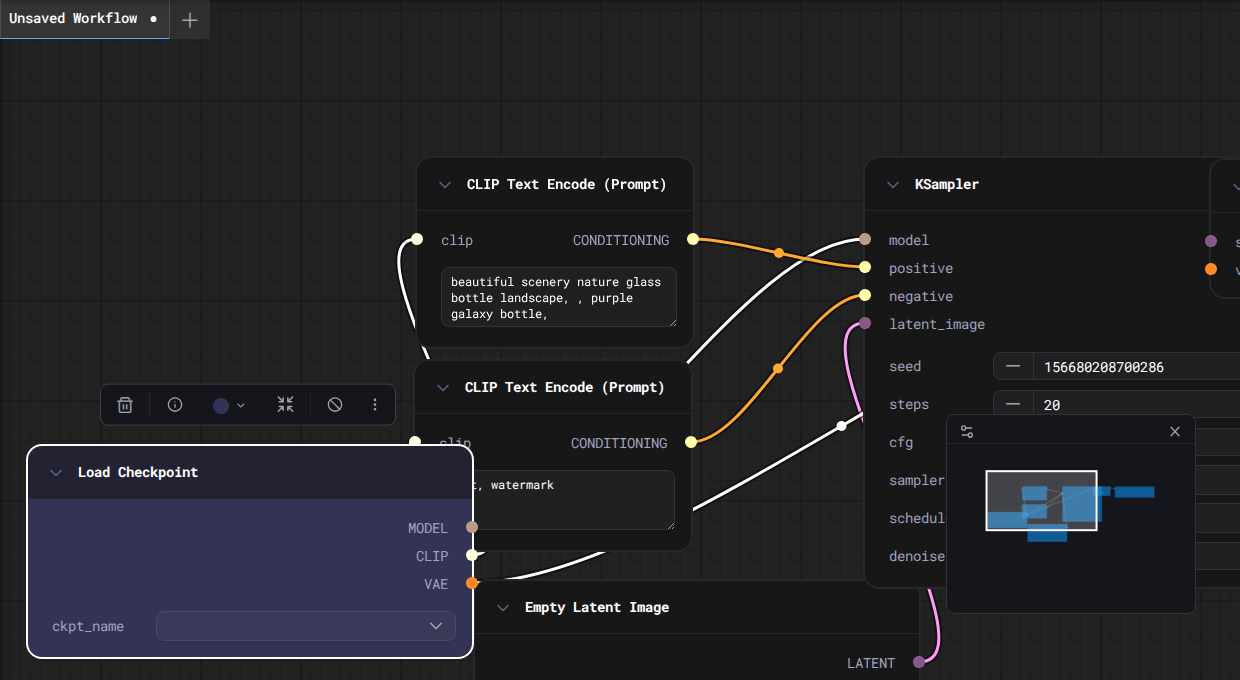 Unsaved Workflow
CLIP Text Encode (Prompt)
clip
CONDITIONING
beautiful scenery nature glass
bottle landscape, , purple
galaxy bottle,
KSampler
model
positive
negative
latent_image
seed
156680208700286
steps
20
cfg
sampler
schedul
denoise
CLIP Text Encode (Prompt)
clip
CONDITIONING
, watermark
Load Checkpoint
MODEL
CLIP
VAE
ckpt_name
Empty Latent Image
LATENT